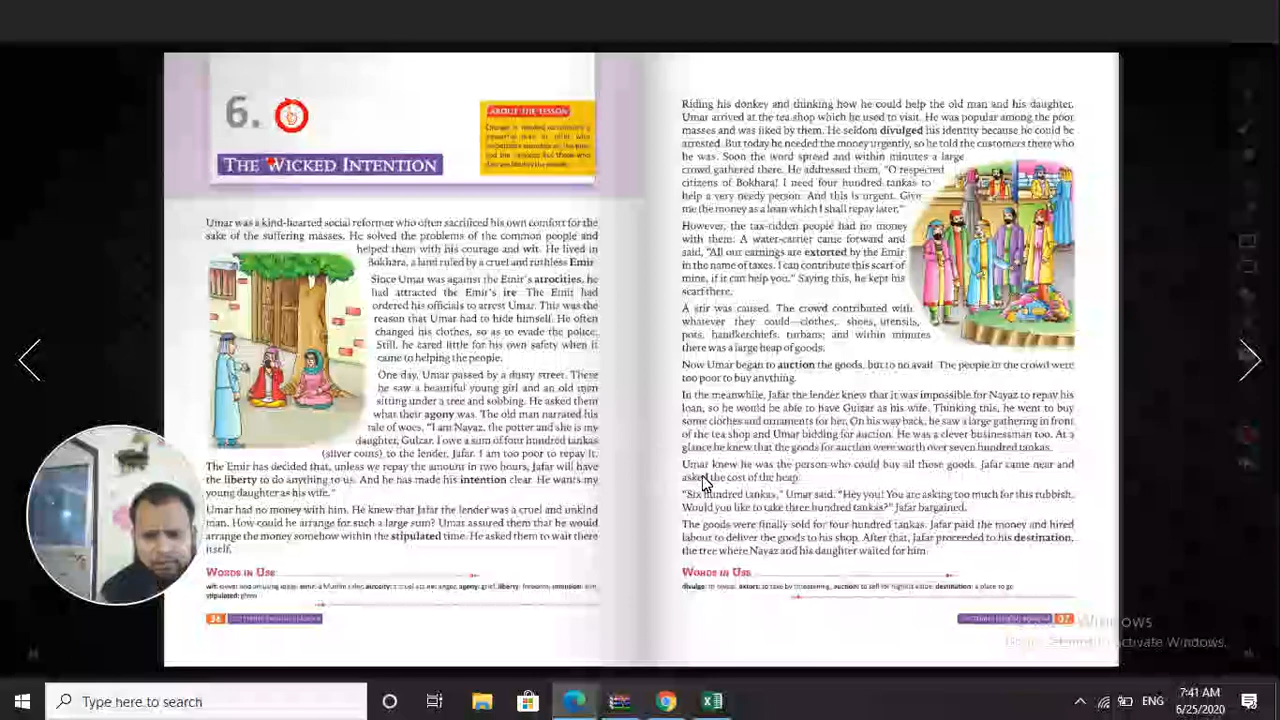 6.
THE WICKED INTENTION
ABOUT THE LESSON
Umar was a kind-hearted social reformer who often sacrificed his own comfort for the
sake of the suffering masses. He solved the problems of the common people and
helped them with his courage and wit. He lived in
Bokhara, a land ruled by a cruel and ruthless Emir
Since Umar was against the Emir's atrocities, he
had attracted the Emir's ire. The Emir had
ordered his officials to arrest Umar. This was the
reason that Umar had to hide himself. He often
changed his clothes, so as to evade the police.
Still, he cared little for his own safety when it
came to helping the people.
One day, Umar passed by a dusty street. There
he saw a beautiful young girl and an old man
sitting under a tree and sobbing. He asked them
what their agony was. The old man narrated his
tale of woes, "I am Nayaz, the potter and she is my
daughter, Gulzar. I owe a sum of four hundred tankas
(silver coins) to the lender, Jafar. I am too poor to repay it.
The Emir has decided that, unless we repay the amount in two hours, Jafar will have
the liberty to do anything to us. And he has made his intention clear. He wants my
young daughter as his wife."
Umar had no money with him. He knew that Jafar the lender was a cruel and unkind
man. How could he arrange for such a large sum? Umar assured them that he would
arrange the money somehow within the stipulated time. He asked them to wait there
itself.
WORDS IN USE
stipulated: given
36
Riding his donkey and thinking how he could help the old man and his daughter,
Umar arrived at the tea shop which he used to visit. He was popular among the poor
masses and was liked by them. He seldom divulged his identity because he could be
arrested. But today he needed the money urgently, so he told the customers there who
he was. Soon the word spread and within minutes a large
crowd gathered there. He addressed them, "O respected
citizens of Bokhara! I need four hundred tankas to
help a very needy person. And this is urgent. Give
me the money as a loan which I shall repay later."
However, the tax-ridden people had no money
with them. A water-carrier came forward and
said, "All our earnings are extorted by the Emir
in the name of taxes. I can contribute this scarf of
mine, if it can help you." Saying this, he kept his
scarf there.
A stir was caused. The crowd contributed with
whatever they could—clothes, shoes, utensils,
pots, handkerchiefs, turbans; and within minutes
there was a large heap of goods.
Now Umar began to auction the goods, but to no avail. The people in the crowd were
too poor to buy anything.
In the meanwhile, Jafar the lender knew that it was impossible for Nayaz to repay his
loan, so he would be able to have Gulzar as his wife. Thinking this, he went to buy
some clothes and ornaments for her. On his way back, he saw a large gathering in front
of the tea shop and Umar bidding for auction. He was a clever businessman too. At a
glance he knew that the goods for auction were worth over seven hundred tankas.
Umar knew he was the person who could buy all those goods. Jafar came near and
asked the cost of the heap.
"Six hundred tankas," Umar said. "Hey you! You are asking too much for this rubbish.
Would you like to take three hundred tankas?" Jafar bargained.
The goods were finally sold for four hundred tankas. Jafar paid the money and hired
labour to deliver the goods to his shop. After that, Jafar proceeded to his destination,
the tree where Nayaz and his daughter waited for him.
WORDS IN USE
divulge: to reveal, extort: to take by threatening, auction: to sell for highest value, destination: a place to go
37
Windows
Activate Windows.
Type here to search
ENG
7:41 AM
6/25/2020